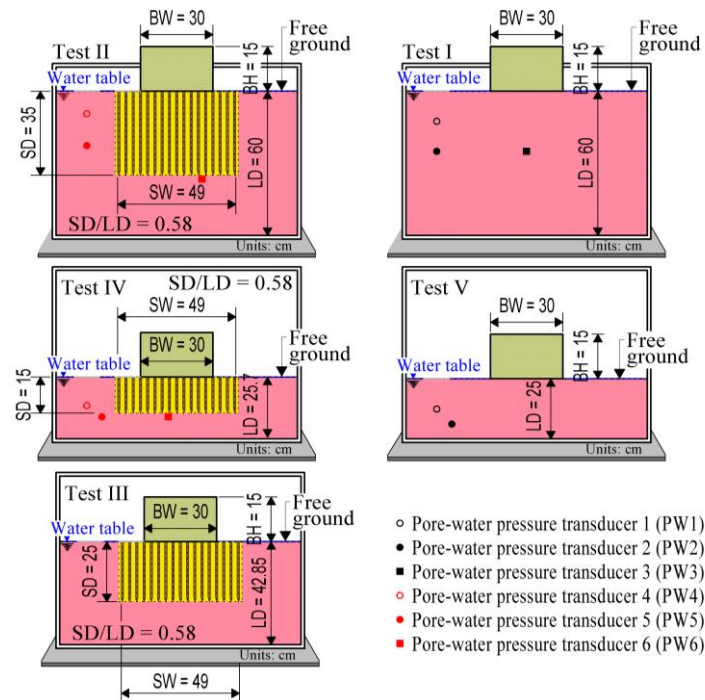 BW = 30
Test II
Free
ground
Water table
BH = 15
SD = 35
LD = 60
SW = 49
SD/LD = 0.58
Units: cm
BW = 30
Test I
Free
ground
Water table
BH = 15
LD = 60
Units: cm
Test IV
SD/LD = 0.58
SW = 49
BW = 30
Free
ground
Water table
SD = 15
LD = 25.7
Units: cm
Test V
BW = 30
Free
ground
Water table
BH = 15
LD = 25
Units: cm
Test III
BW = 30
Free
ground
Water table
BH = 15
SD = 25
LD = 42.85
SD/LD = 0.58
Units: cm
SW = 49
Pore-water pressure transducer 1 (PW1)
Pore-water pressure transducer 2 (PW2)
Pore-water pressure transducer 3 (PW3)
Pore-water pressure transducer 4 (PW4)
Pore-water pressure transducer 5 (PW5)
Pore-water pressure transducer 6 (PW6)